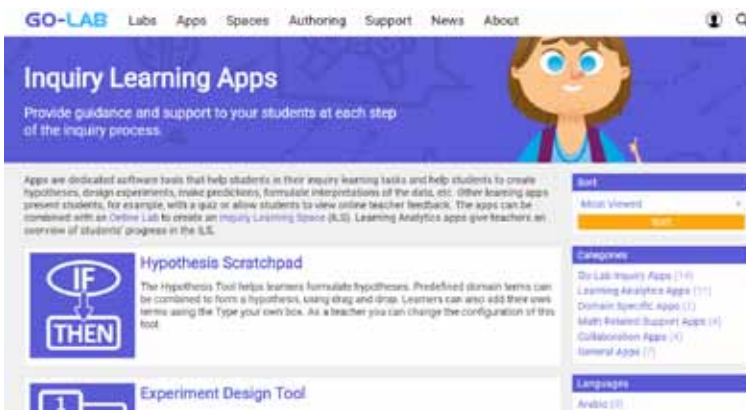 GO-LAB Labs Apps Spaces Authoring Support News About
Inquiry Learning Apps
Provide guidance and support to your students at each step
of the inquiry process.
Apps are dedicated software tools that help students in their inquiry learning tasks and help students to create
hypotheses, design experiments, make predictions, formulate interpretations of the data, etc. Other learning apps
present students, for example, with a quiz or allow students to view online teacher feedback. The apps can be
combined with an Online Lab to create an Inquiry Learning Space (ILS). Learning Analytics apps give teachers an
overview of students' progress in the ILS.
IF
THEN
Hypothesis Scratchpad
The Hypothesis Tool helps learners formulate hypotheses. Predefined domain terms can
be combined to form a hypothesis, using drag and drop. Learners can also add their own
terms using the Type your own box. As a teacher you can change the configuration of this
tool.
1
Experiment Design Tool
Sort
Most Viewed
Sort
Categories
Go-Lab Inquiry Apps (14)
Learning Analytics Apps (11)
Domain Specific Apps
Math Related Support Apps
Collaboration Apps
General Apps
Languages
Arabic